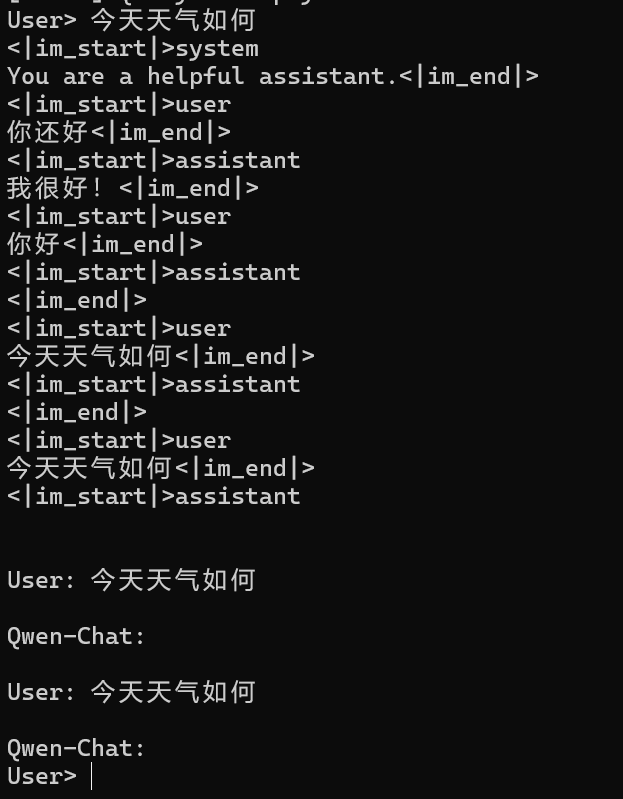 User> 今天天气如何
<|im_start|>system
You are a helpful assistant.<|im_end|>
<|im_start|>user
你还好<|im_end|>
<|im_start|>assistant
我很好！<|im_end|>
<|im_start|>user
你好<|im_end|>
<|im_start|>assistant
<|im_end|>
<|im_start|>user
今天天气如何<|im_end|>
<|im_start|>assistant
<|im_end|>
<|im_start|>user
今天天气如何<|im_end|>
<|im_start|>assistant
User: 今天天气如何
Qwen-Chat:
User: 今天天气如何
Qwen-Chat:
User>